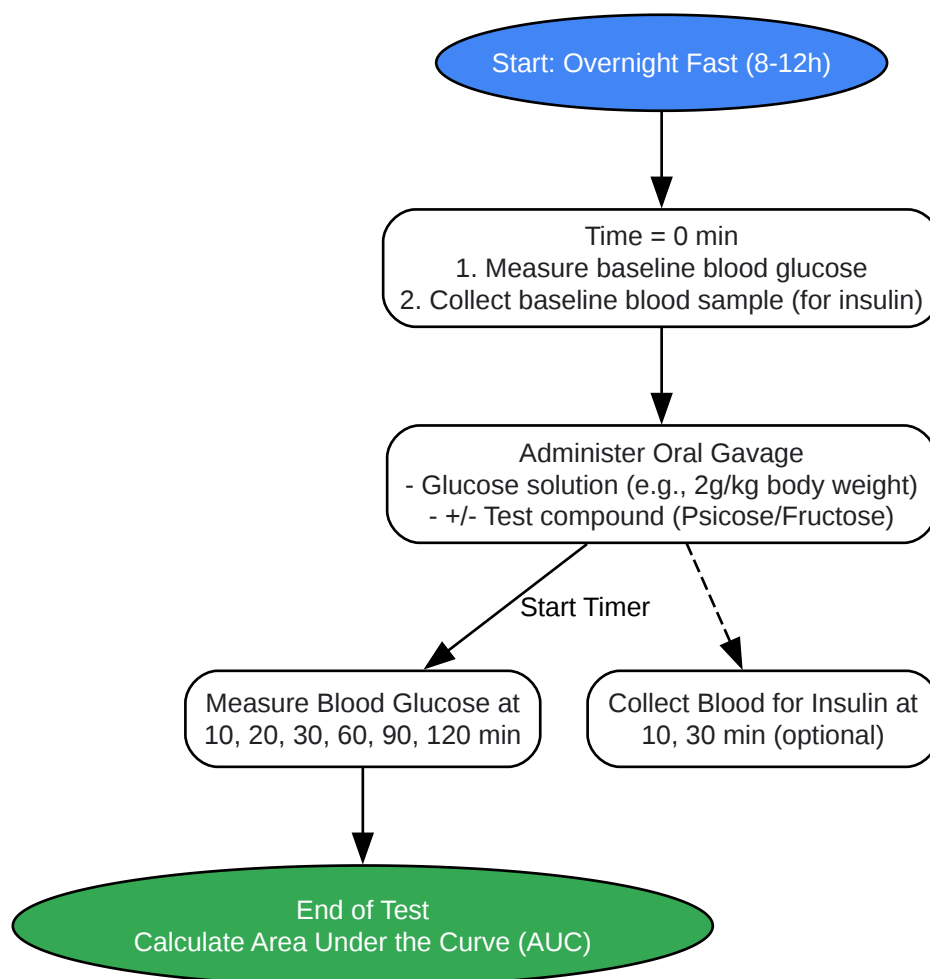 Start: Overnight Fast (8-12h)
Time = 0 min
1. Measure baseline blood glucose
2. Collect baseline blood sample (for insulin)
Administer Oral Gavage
- Glucose solution (e.g., 2g/kg body weight)
- +/- Test compound (Psicose/Fructose)
Start Timer
Measure Blood Glucose at
10, 20, 30, 60, 90, 120 min
Collect Blood for Insulin at
10, 30 min (optional)
End of Test
Calculate Area Under the Curve (AUC)